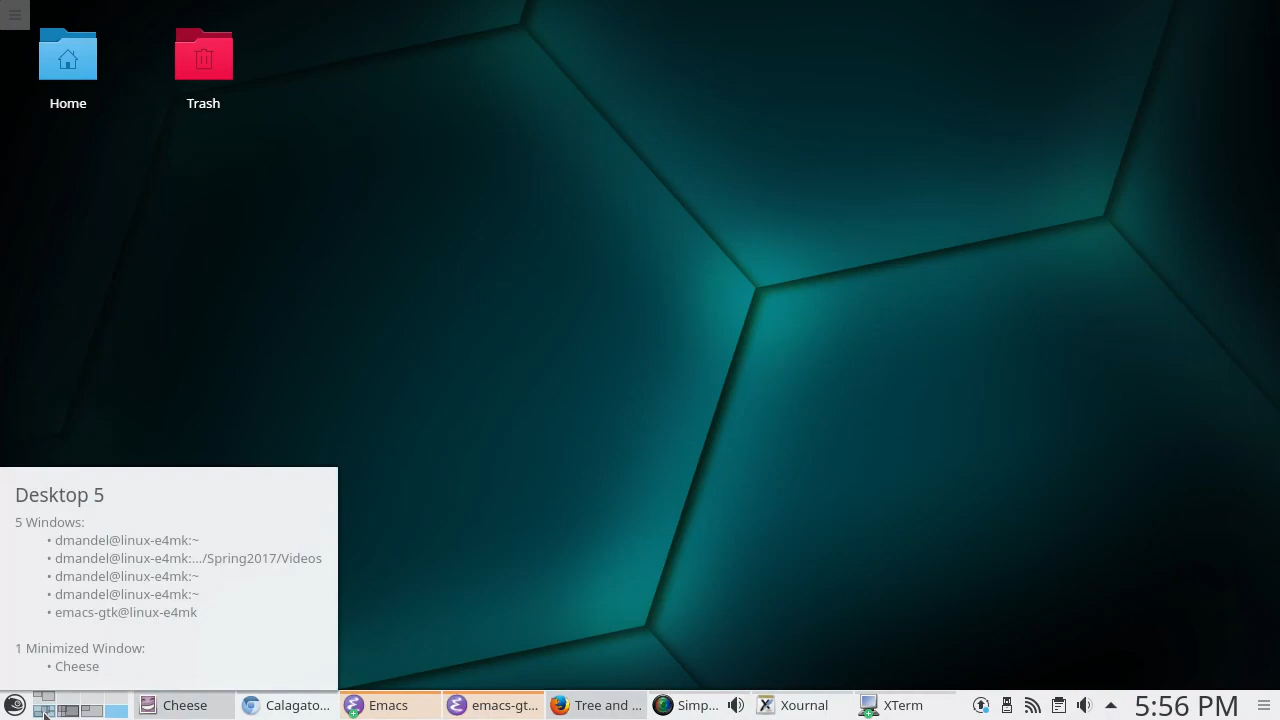 Home
Trash
Desktop 5
5 Windows:
• dmandel@linux-e4mk:~
• dmandel@linux-e4mk:.../Spring2017/Videos
• dmandel@linux-e4mk:~
• dmandel@linux-e4mk:~
• emacs-gtk@linux-e4mk
1 Minimized Window:
• Cheese
Cheese
Calagato...
Emacs
emacs-gt...
Tree and ...
Simp...
Xournal
XTerm
5:56 PM